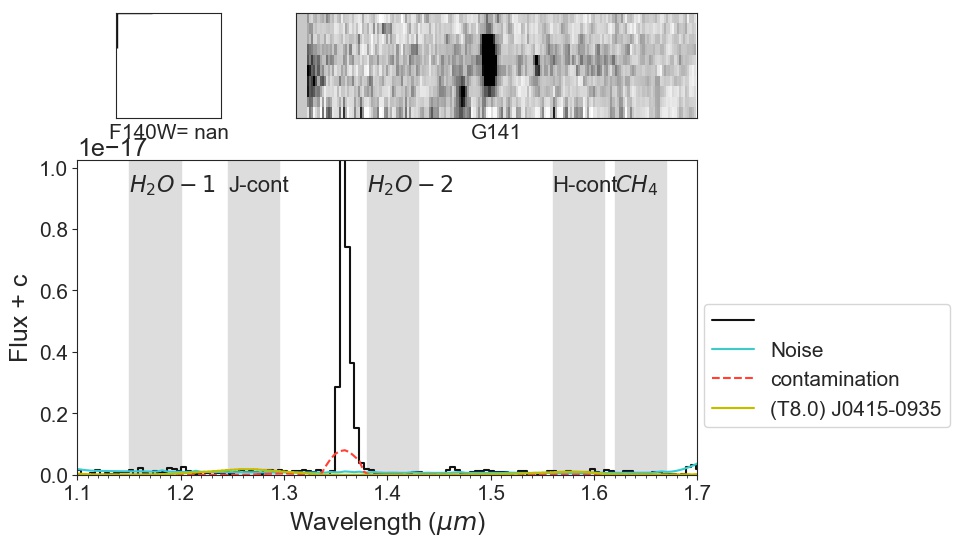 F140W= nan
G141
1e−17
H₂O − 1 J-cont H₂O − 2 H-cont CH₄
1.0
0.8
0.6
0.4
0.2
0.0
Flux + c
1.1 1.2 1.3 1.4 1.5 1.6 1.7
Wavelength (μm)
Noise
contamination
(T8.0) J0415-0935